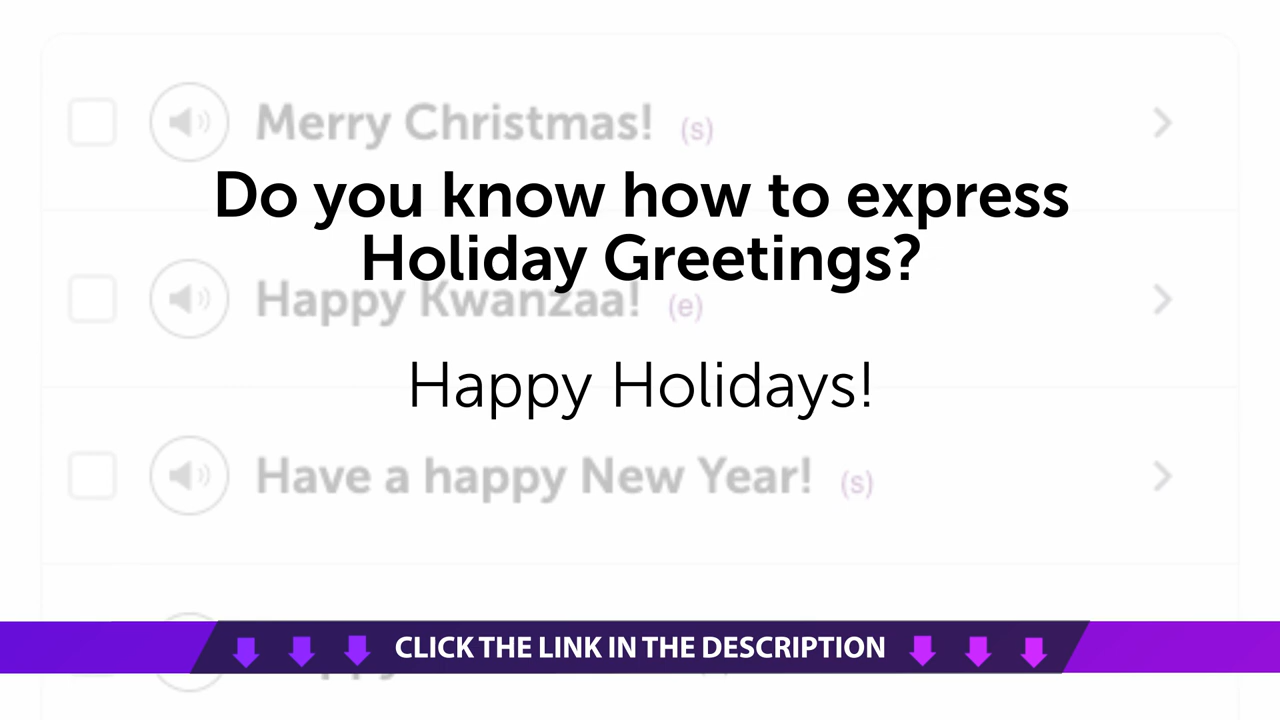 Merry Christmas! (s)
Do you know how to express
Holiday Greetings?
Happy Kwanzaa! (e)
Happy Holidays!
Have a happy New Year! (s)
CLICK THE LINK IN THE DESCRIPTION